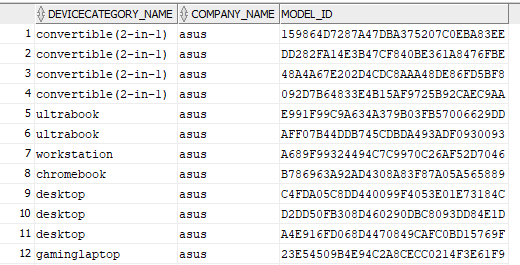 DEVICECATEGORY_NAME COMPANY_NAME MODEL_ID
1 convertible(2-in-1) asus 159864D7287A47DBA375207C0EBA83EE
2 convertible(2-in-1) asus DD282FA14E3B47CF840BE361A8476FBE
3 convertible(2-in-1) asus 48A4A67E202D4CDC8AAA48DE86FD5BF8
4 convertible(2-in-1) asus 092D7B64833E4B15AF9725B92CAEC9AA
5 ultrabook asus E991F99C9A634A379B03FB57006629DD
6 ultrabook asus AFF07B44DDB745CDBDA493ADF0930093
7 workstation asus A689F99324494C7C9970C26AF52D7046
8 chromebook asus B786963A92AD4308A83F87A05A565889
9 desktop asus C4FDA05C8DD440099F4053E01E73184C
10 desktop asus D2DD50FB308D460290DBC8093DD84E1D
11 desktop asus A4E916FD068D4470849CAFC0BD15769F
12 gaminglaptop asus 23E54509B4E94C2A8CECC0214F3E61F9